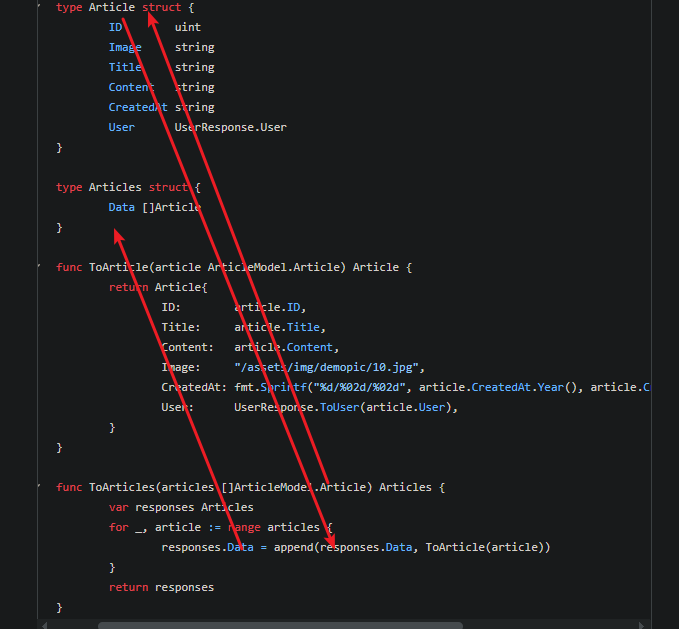 type Article struct {
ID uint
Image string
Title string
Content string
CreatedAt string
User UserResponse.User
}
type Articles struct {
Data []Article
}
func ToArticle(article ArticleModel.Article) Article {
return Article{
ID: article.ID,
Title: article.Title,
Content: article.Content,
Image: "/assets/img/demopic/10.jpg",
CreatedAt: fmt.Sprintf("%d/%02d/%02d", article.CreatedAt.Year(), article.C
User: UserResponse.ToUser(article.User),
}
}
func ToArticles(articles []ArticleModel.Article) Articles {
var responses Articles
for _, article := range articles {
responses.Data = append(responses.Data, ToArticle(article))
}
return responses
}